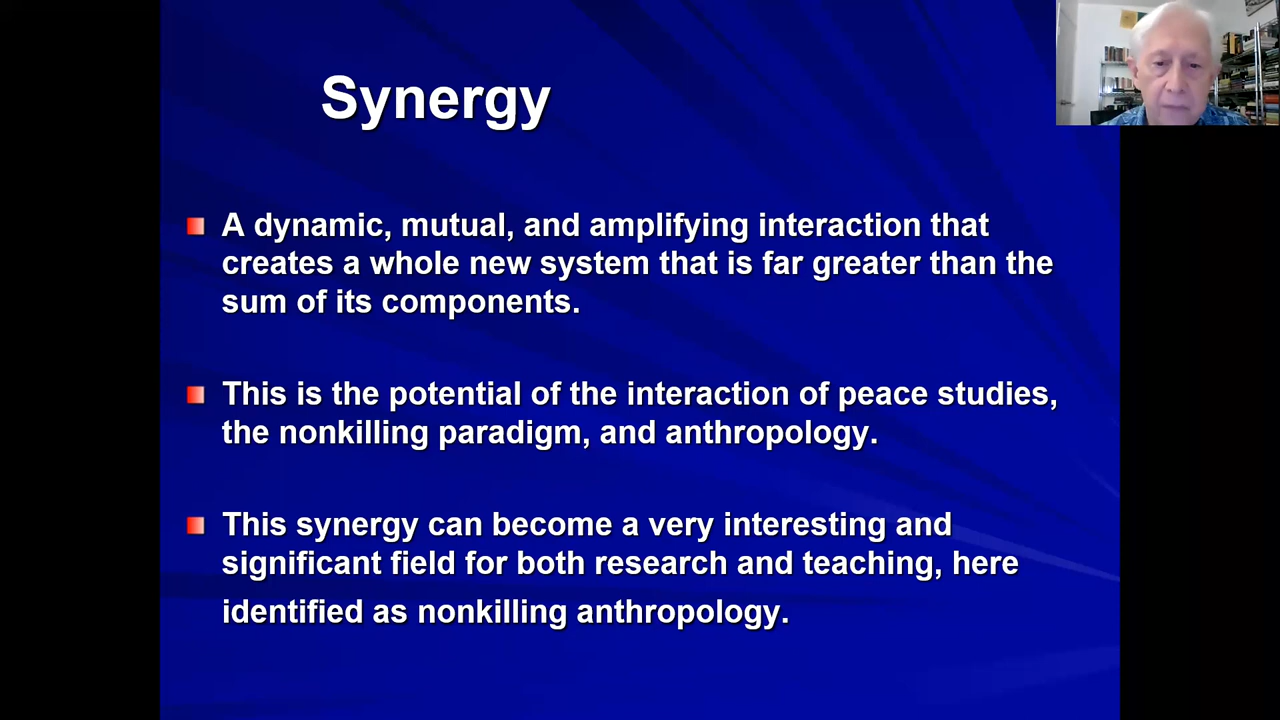 Synergy
A dynamic, mutual, and amplifying interaction that
creates a whole new system that is far greater than the
sum of its components.
This is the potential of the interaction of peace studies,
the nonkilling paradigm, and anthropology.
This synergy can become a very interesting and
significant field for both research and teaching, here
identified as nonkilling anthropology.